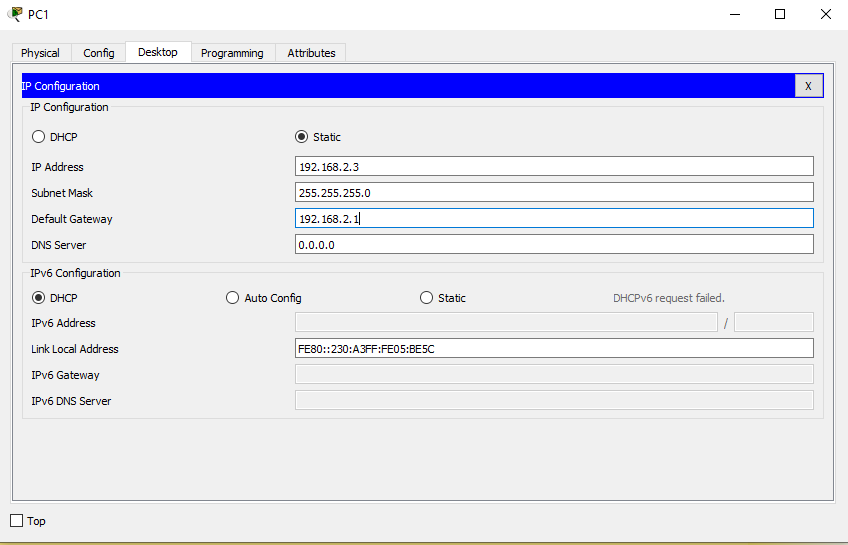 PC1
Physical Config Desktop Programming Attributes
IP Configuration X
IP Configuration
DHCP Static
IP Address 192.168.2.3
Subnet Mask 255.255.255.0
Default Gateway 192.168.2.1
DNS Server 0.0.0.0
IPv6 Configuration
DHCP Auto Config Static DHCPv6 request failed.
IPv6 Address /
Link Local Address FE80::230:A3FF:FE05:BE5C
IPv6 Gateway
IPv6 DNS Server
Top